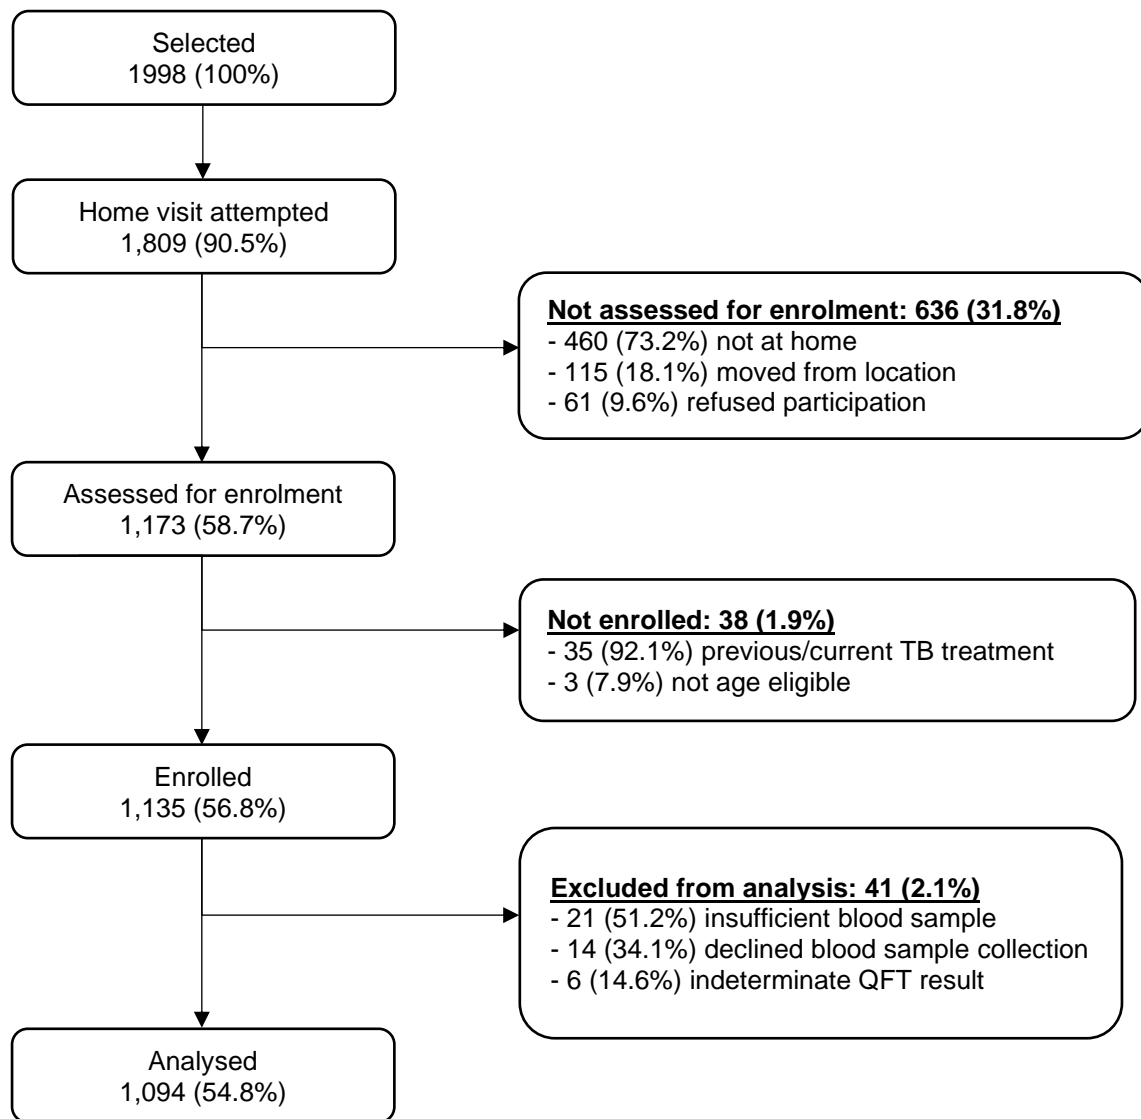 Selected
1998 (100%)
Home visit attempted
1,809 (90.5%)
Not assessed for enrolment: 636 (31.8%)
- 460 (73.2%) not at home
- 115 (18.1%) moved from location
- 61 (9.6%) refused participation
Assessed for enrolment
1,173 (58.7%)
Not enrolled: 38 (1.9%)
- 35 (92.1%) previous/current TB treatment
- 3 (7.9%) not age eligible
Enrolled
1,135 (56.8%)
Excluded from analysis: 41 (2.1%)
- 21 (51.2%) insufficient blood sample
- 14 (34.1%) declined blood sample collection
- 6 (14.6%) indeterminate QFT result
Analysed
1,094 (54.8%)